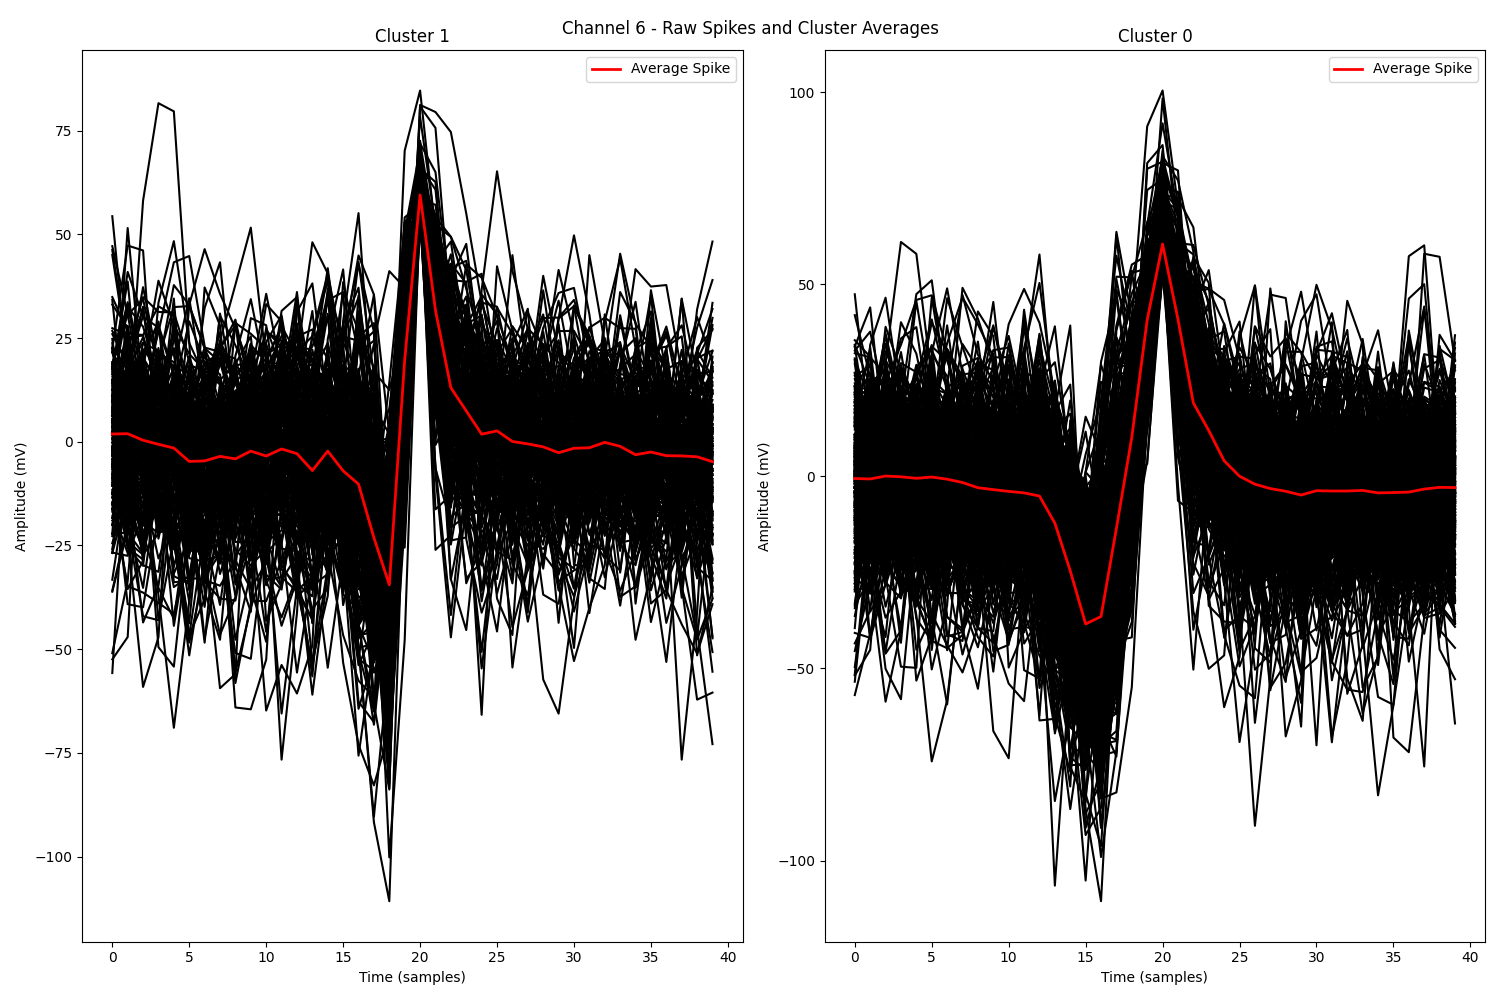 Channel 6 - Raw Spikes and Cluster Averages
Cluster 1
Average Spike
75
50
25
0
−25
−50
−75
−100
Amplitude (mV)
0 5 10 15 20 25 30 35 40
Time (samples)
Cluster 0
Average Spike
100
50
0
−50
−100
Amplitude (mV)
0 5 10 15 20 25 30 35 40
Time (samples)